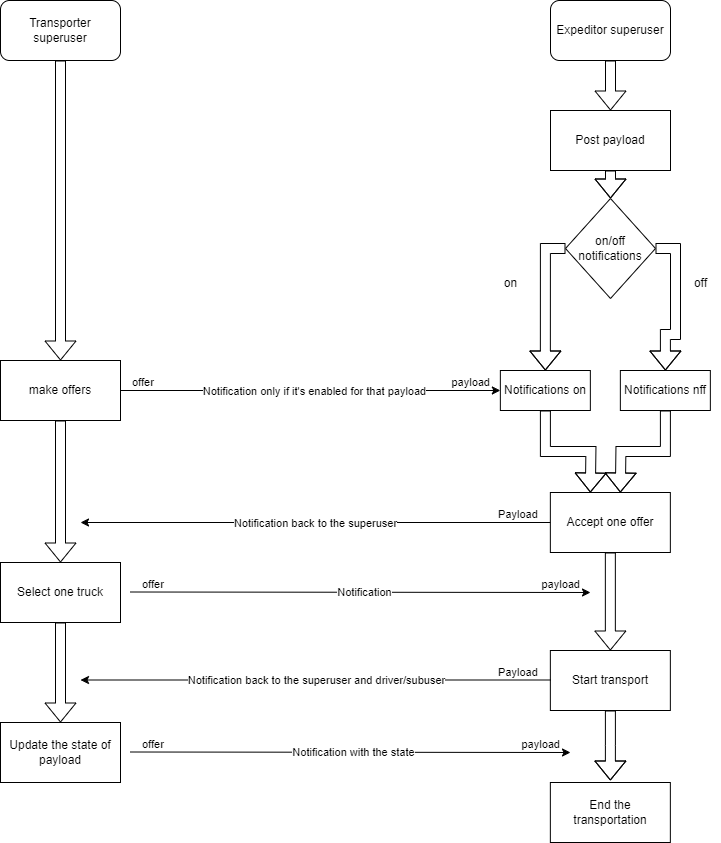 Transporter
superuser
Expeditor superuser
Post payload
on/off
notifications
on
off
make offers
offer
Notification only if it's enabled for that payload
payload
Notifications on
Notifications nff
Payload
Notification back to the superuser
Accept one offer
Select one truck
offer
Notification
payload
Payload
Notification back to the superuser and driver/subuser
Start transport
Update the state of
payload
offer
Notification with the state
payload
End the
transportation